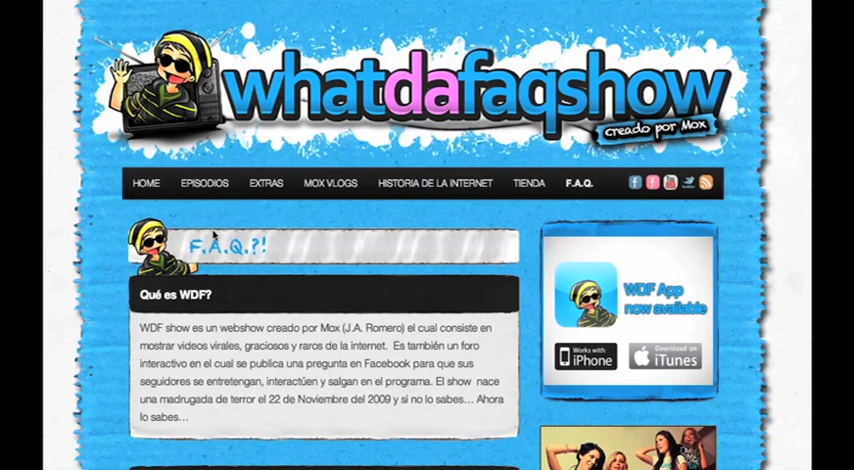 whatdafaqshow
creado por Mox
HOME EPISODIOS EXTRAS MOX VLOGS HISTORIA DE LA INTERNET TIENDA F.A.Q.
F.A.Q.?!
Qué es WDF?
WDF show es un webshow creado por Mox (J.A. Romero) el cual consiste en
mostrar videos virales, graciosos y raros de la internet. Es también un foro
interactivo en el cual se publica una pregunta en Facebook para que sus
seguidores se entretengan, interactúen y salgan en el programa. El show nace
una madrugada de terror el 22 de Noviembre del 2009 y si no lo sabes... Ahora
lo sabes...
WDF App
now available
Works with
iPhone
Download on
iTunes